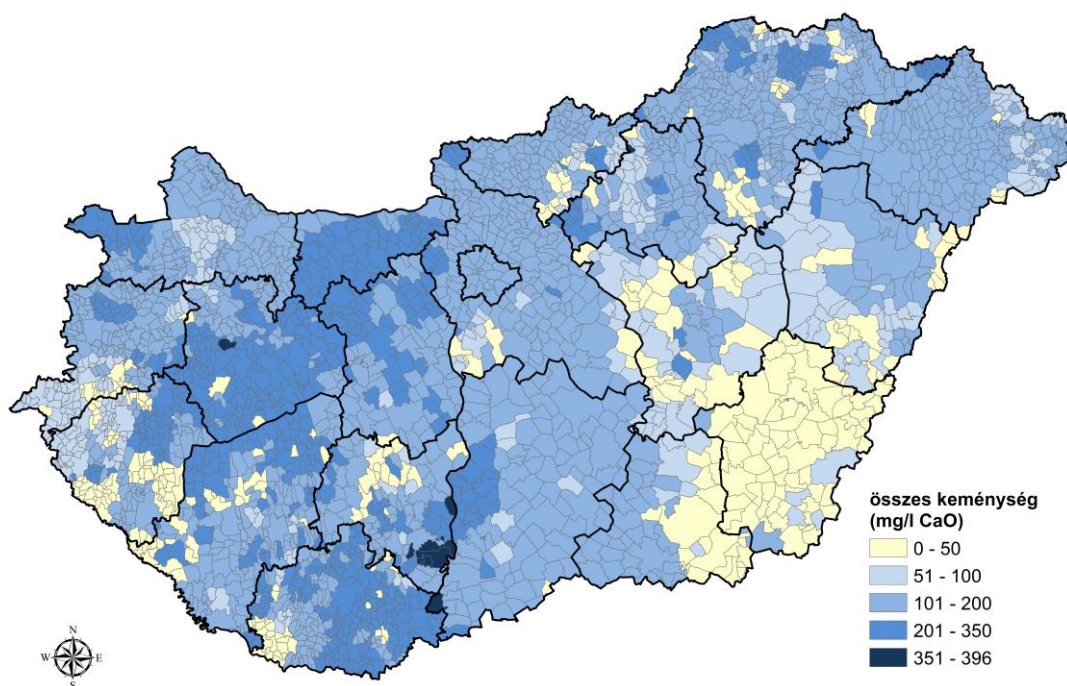 összes keménység
(mg/l CaO)
0 - 50
51 - 100
101 - 200
201 - 350
351 - 396
N
W E
S